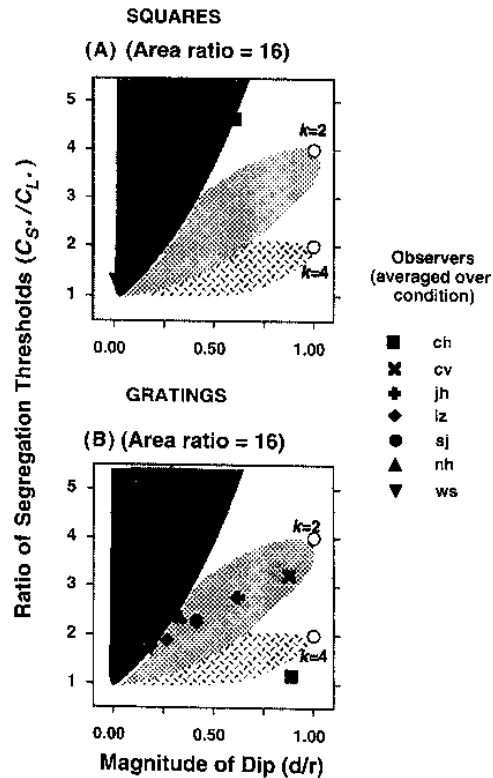 SQUARES
(A) (Area ratio = 16)
5
4
3
2
1
k=2
k=4
0.00
0.50
1.00
Ratio of Segregation Thresholds (CS*/CL*)
Observers
(averaged over
condition)
ch
cv
jh
lz
sj
nh
ws
GRATINGS
(B) (Area ratio = 16)
5
4
3
2
1
k=2
k=4
0.00
0.50
1.00
Magnitude of Dip (d/r)